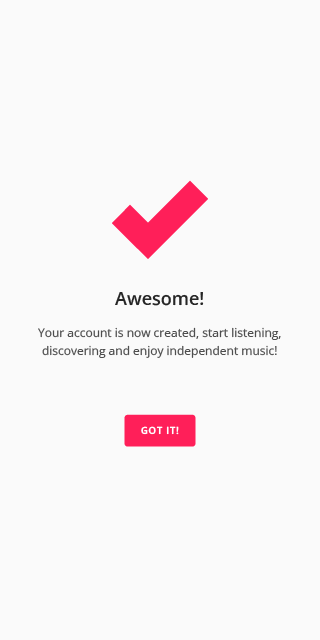 Awesome!
Your account is now created, start listening,
discovering and enjoy independent music!
GOT IT!